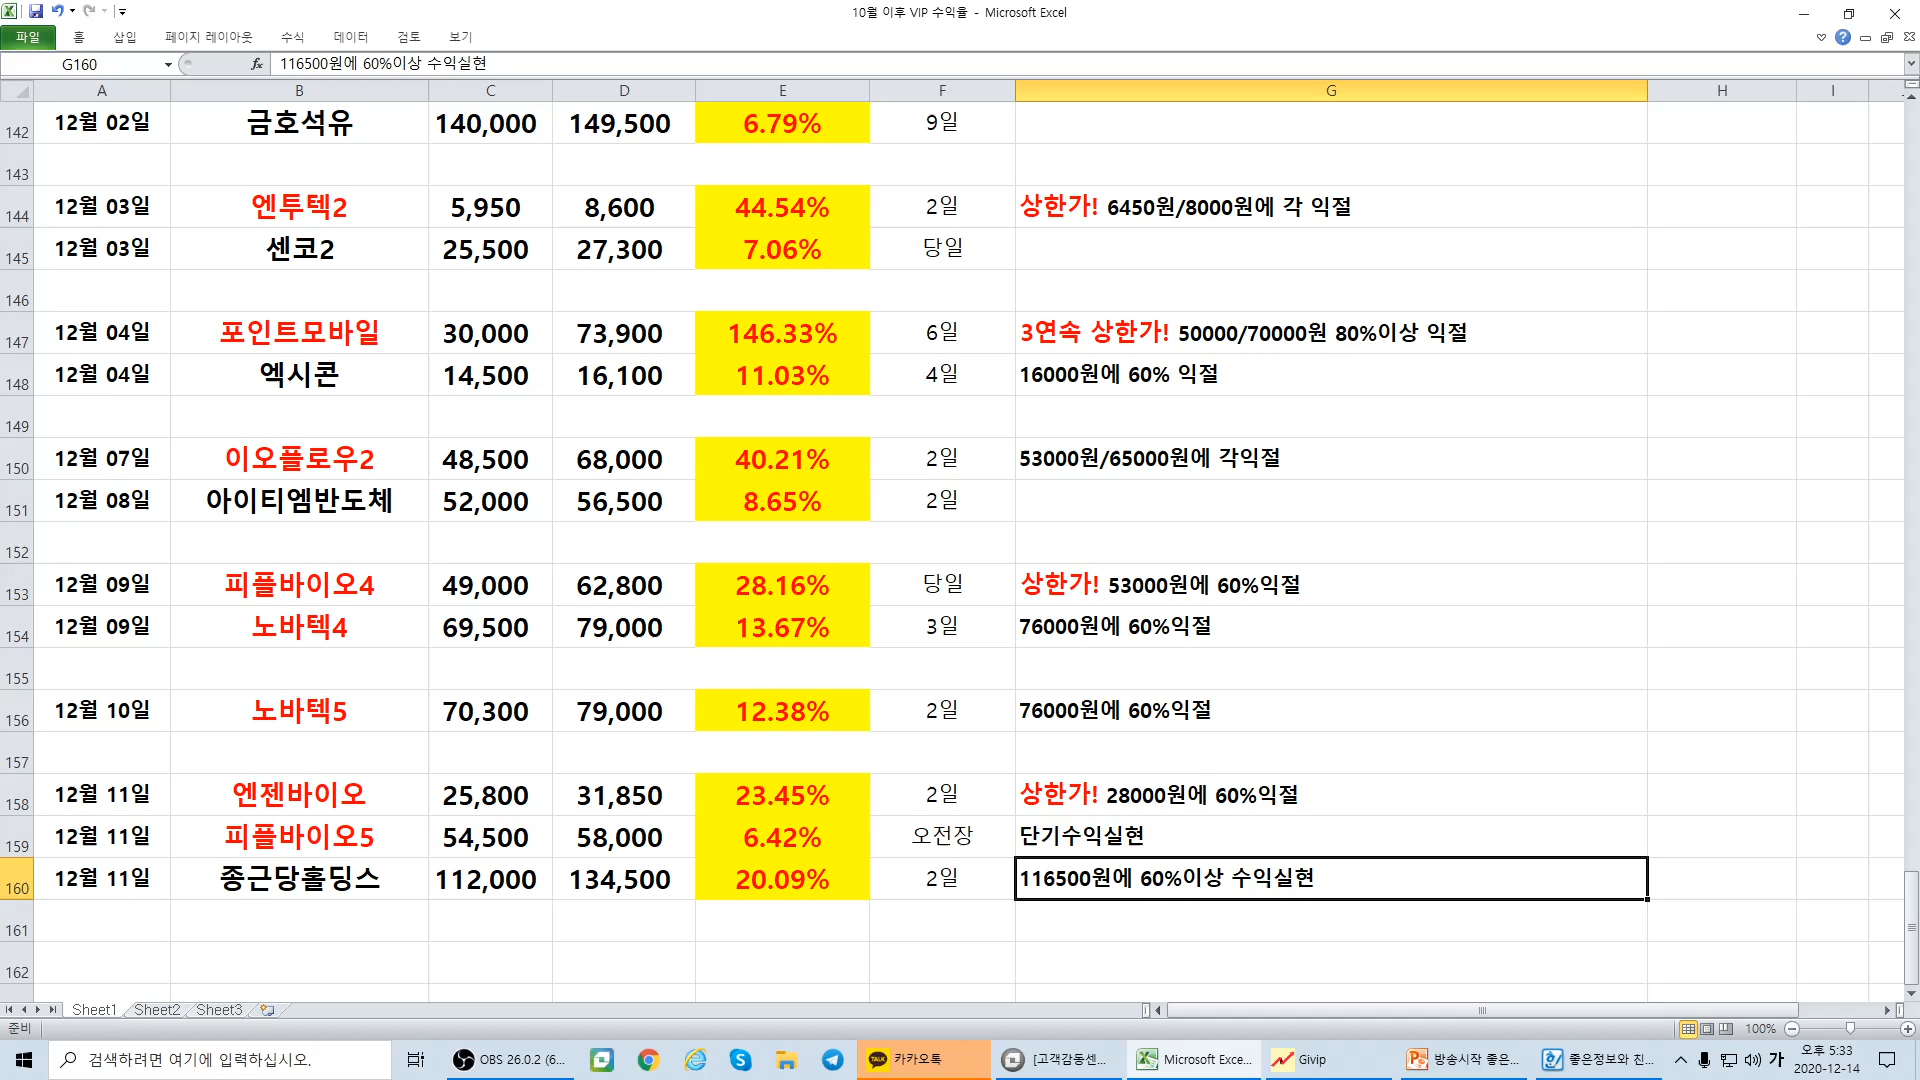 10월 이후 VIP 수익율 - Microsoft Excel
파일 홈 삽입 페이지 레이아웃 수식 데이터 검토 보기
G160 fx 116500원에 60%이상 수익실현
A B C D E F G H I
142 12월 02일 금호석유 140,000 149,500 6.79% 9일
143
144 12월 03일 엔투텍2 5,950 8,600 44.54% 2일 상한가! 6450원/8000원에 각 익절
145 12월 03일 센코2 25,500 27,300 7.06% 당일
146
147 12월 04일 포인트모바일 30,000 73,900 146.33% 6일 3연속 상한가! 50000/70000원 80%이상 익절
148 12월 04일 엑시콘 14,500 16,100 11.03% 4일 16000원에 60% 익절
149
150 12월 07일 이오플로우2 48,500 68,000 40.21% 2일 53000원/65000원에 각익절
151 12월 08일 아이티엠반도체 52,000 56,500 8.65% 2일
152
153 12월 09일 피플바이오4 49,000 62,800 28.16% 당일 상한가! 53000원에 60%익절
154 12월 09일 노바텍4 69,500 79,000 13.67% 3일 76000원에 60%익절
155
156 12월 10일 노바텍5 70,300 79,000 12.38% 2일 76000원에 60%익절
157
158 12월 11일 엔젠바이오 25,800 31,850 23.45% 2일 상한가! 28000원에 60%익절
159 12월 11일 피플바이오5 54,500 58,000 6.42% 오전장 단기수익실현
160 12월 11일 종근당홀딩스 112,000 134,500 20.09% 2일 116500원에 60%이상 수익실현
161
162
Sheet1 Sheet2 Sheet3
준비 100%
검색하려면 여기에 입력하십시오. OBS 26.0.2 (6... TALK 카카오톡 [고객감동센... Microsoft Exce... Givip 방송시작 좋은... 좋은정보와 친... 가 오후 5:33
2020-12-14